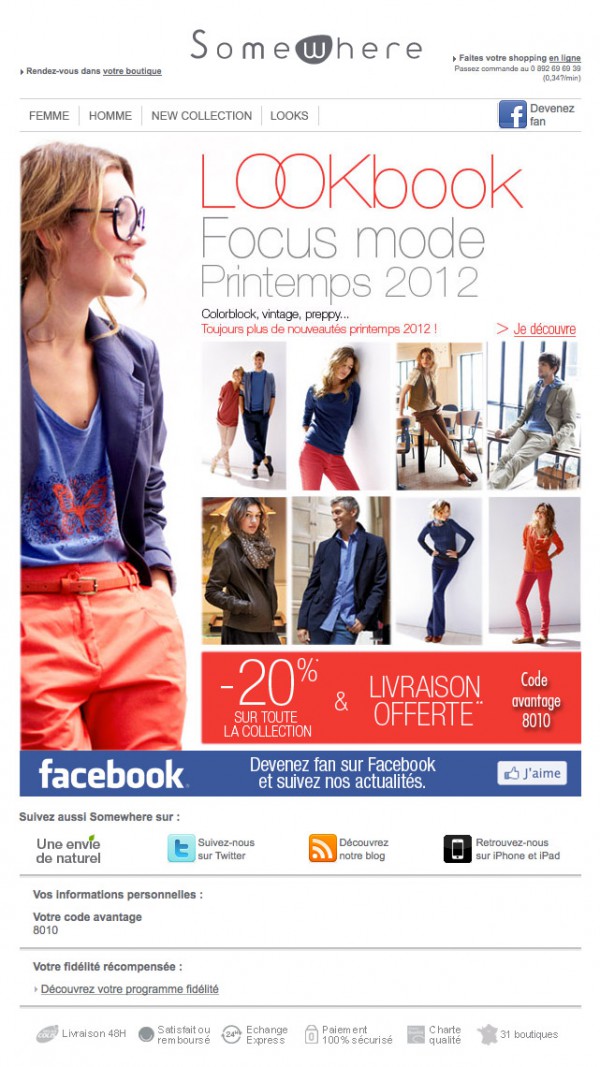 Somewhere
Rendez-vous dans votre boutique
Faites votre shopping en ligne
Passez commande au 0 892 69 69 39
(0,34?/min)
FEMME
HOMME
NEW COLLECTION
LOOKS
Devenez
fan
LOOKbook
Focus mode
Printemps 2012
Colorblock, vintage, preppy...
Toujours plus de nouveautés printemps 2012 !
> Je découvre
-20%*
SUR TOUTE
LA COLLECTION
&
LIVRAISON
OFFERTE**
Code
avantage
8010
facebook
Devenez fan sur Facebook
et suivez nos actualités.
J'aime
Suivez aussi Somewhere sur :
Une envie
de naturel
Suivez-nous
sur Twitter
Découvrez
notre blog
Retrouvez-nous
sur iPhone et iPad
Vos informations personnelles :
Votre code avantage
8010
Votre fidélité récompensée :
Découvrez votre programme fidélité
Livraison 48H
Satisfait ou
remboursé
24H
Echange
Express
Paiement
100% sécurisé
Charte
qualité
31 boutiques